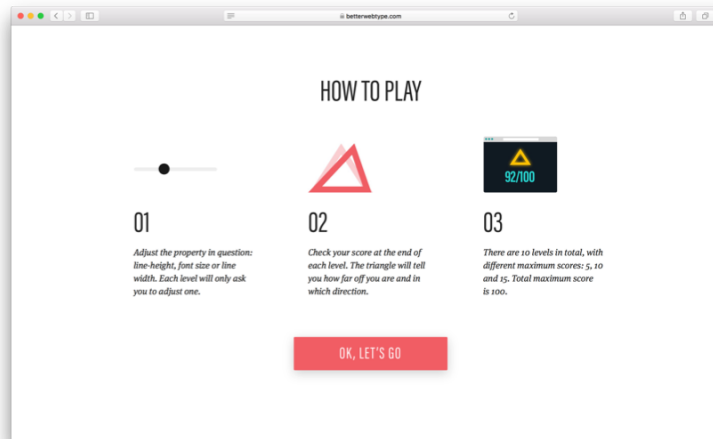 betterwebtype.com
HOW TO PLAY
92/100
01
Adjust the property in question:
line-height, font size or line
width. Each level will only ask
you to adjust one.
02
Check your score at the end of
each level. The triangle will tell
you how far off you are and in
which direction.
03
There are 10 levels in total, with
different maximum scores: 5, 10
and 15. Total maximum score
is 100.
OK, LET'S GO